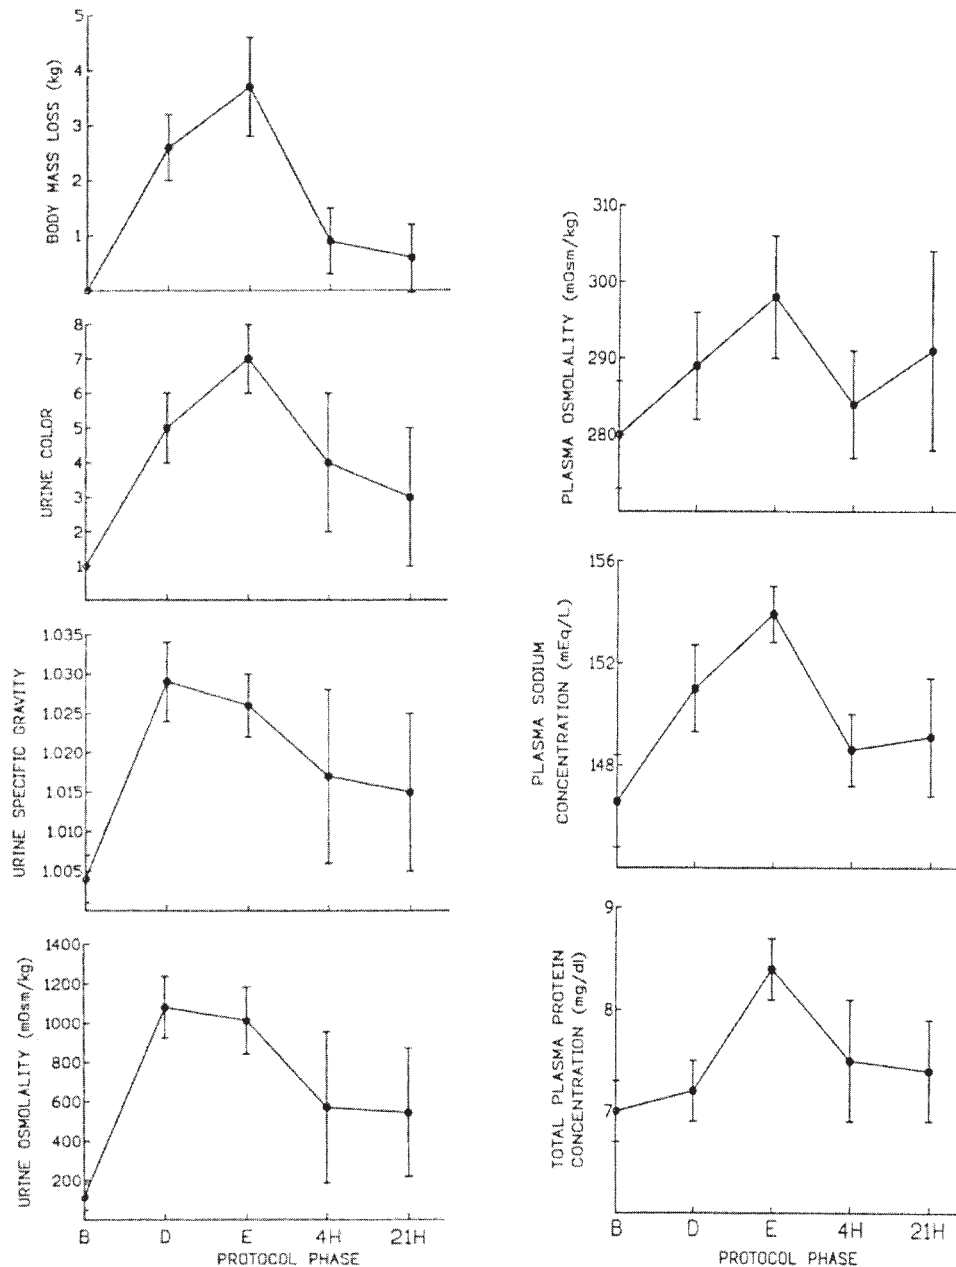 BODY MASS LOSS (kg)
5
4
3
2
1
URINE COLOR
8
7
6
5
4
3
2
1
URINE SPECIFIC GRAVITY
1.035
1.030
1.025
1.020
1.015
1.010
1.005
URINE OSMOLALITY (mOsm/kg)
1400
1200
1000
800
600
400
200
B D E 4H 21H
PROTOCOL PHASE
PLASMA OSMOLALITY (mOsm/kg)
310
300
290
280
PLASMA SODIUM
CONCENTRATION (mEq/L)
156
152
148
TOTAL PLASMA PROTEIN
CONCENTRATION (mg/dl)
9
8
7
B D E 4H 21H
PROTOCOL PHASE